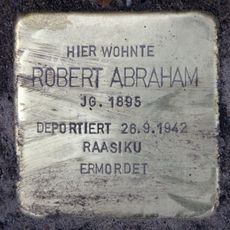 HIER WOHNTE
ROBERT ABRAHAM
JG. 1895
DEPORTIERT 26.9.1942
RAASIKU
ERMORDET